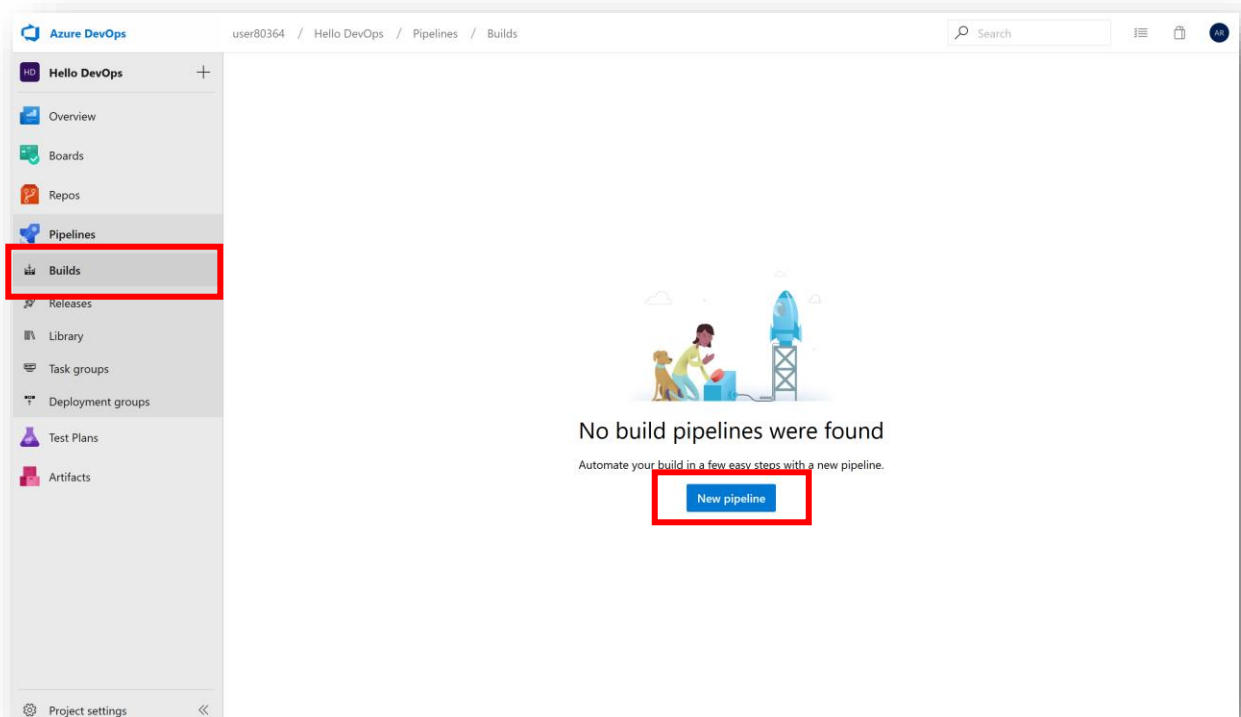 Azure DevOps
user80364 / Hello DevOps / Pipelines / Builds
Search
AR
HD Hello DevOps
Overview
Boards
Repos
Pipelines
Builds
Releases
Library
Task groups
Deployment groups
Test Plans
Artifacts
No build pipelines were found
Automate your build in a few easy steps with a new pipeline.
New pipeline
Project settings